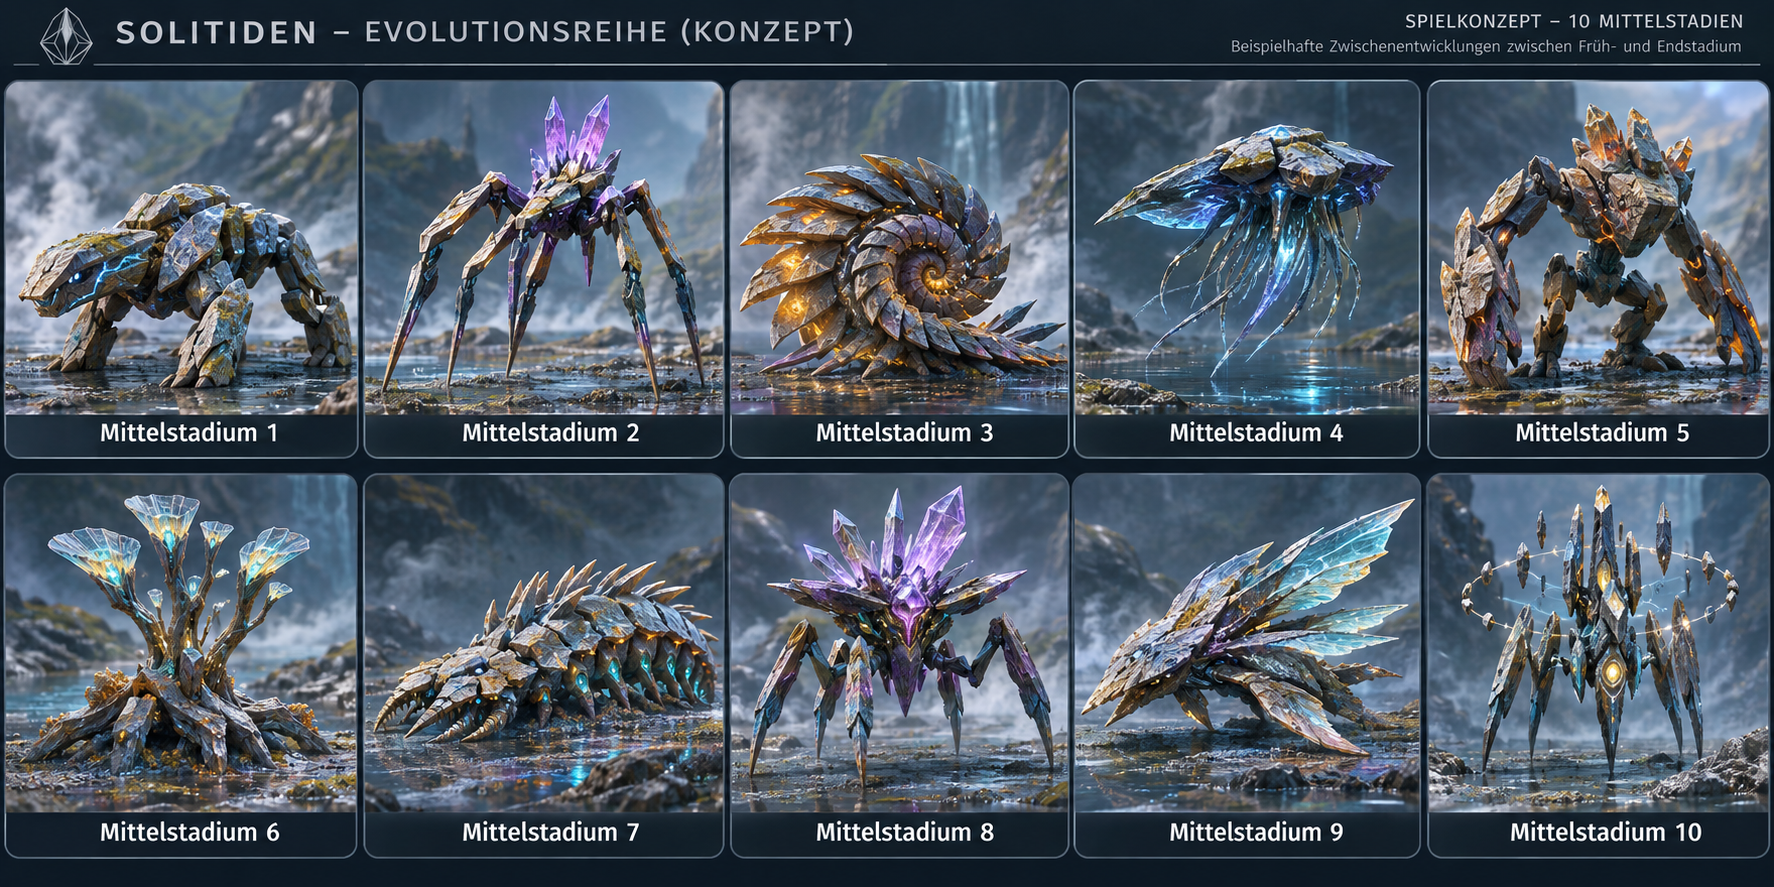 SOLITIDEN – EVOLUTIONSREIHE (KONZEPT)
SPIELKONZEPT – 10 MITTELSTADIEN
Beispielhafte Zwischenentwicklungen zwischen Früh- und Endstadium
Mittelstadium 1
Mittelstadium 2
Mittelstadium 3
Mittelstadium 4
Mittelstadium 5
Mittelstadium 6
Mittelstadium 7
Mittelstadium 8
Mittelstadium 9
Mittelstadium 10